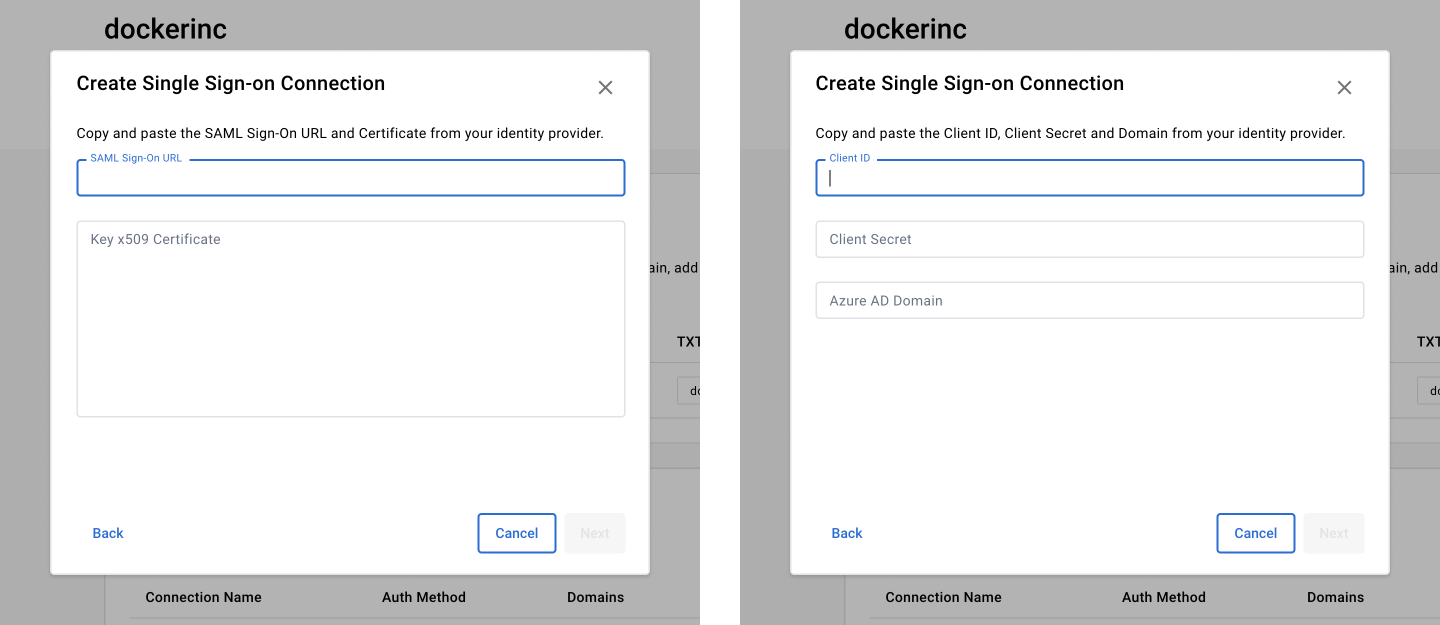 dockerinc
Create Single Sign-on Connection
Copy and paste the SAML Sign-On URL and Certificate from your identity provider.
SAML Sign-On URL
Key x509 Certificate
ain, add
TXT
Back
Cancel
Next
Connection Name
Auth Method
Domains
dockerinc
Create Single Sign-on Connection
Copy and paste the Client ID, Client Secret and Domain from your identity provider.
Client ID
Client Secret
Azure AD Domain
ain, add
TXT
Back
Cancel
Next
Connection Name
Auth Method
Domains